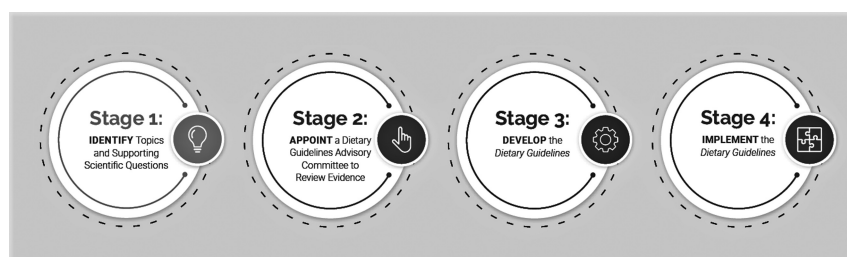 Stage 1:
IDENTIFY Topics
and Supporting
Scientific Questions
Stage 2:
APPOINT a Dietary
Guidelines Advisory
Committee to
Review Evidence
Stage 3:
DEVELOP the
Dietary Guidelines
Stage 4:
IMPLEMENT the
Dietary Guidelines